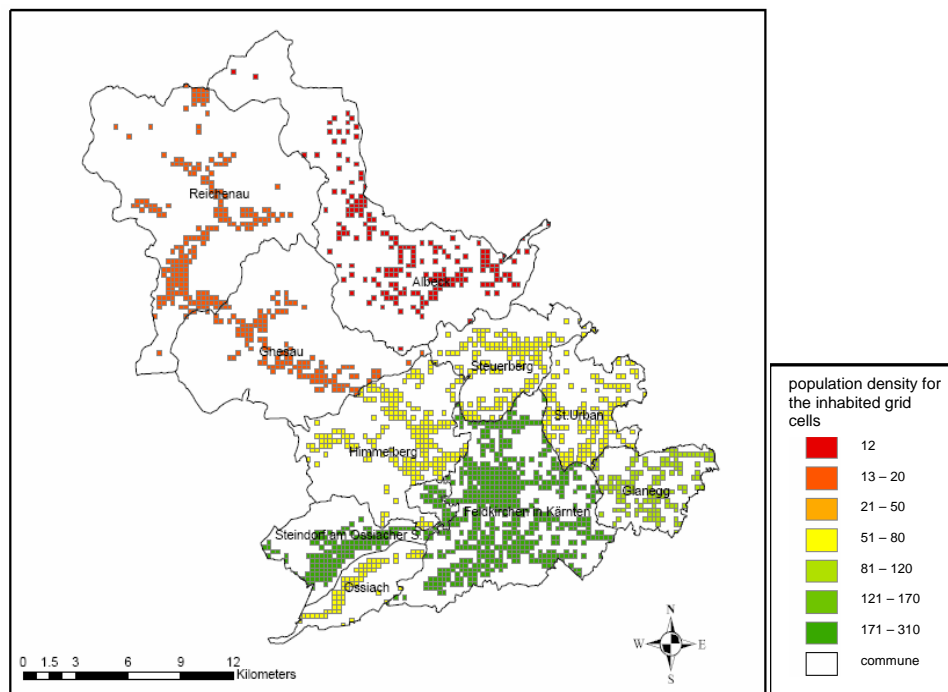 Reichenau
Albeck
Gnesau
Steuerberg
St.Urban
Himmelberg
Glanegg
Feldkirchen in Kärnten
Steindorf am Ossiacher S.
Ossiach
N
W
E
S
0 1.5 3 6 9 12
Kilometers
population density for
the inhabited grid
cells
12
13 – 20
21 – 50
51 – 80
81 – 120
121 – 170
171 – 310
commune